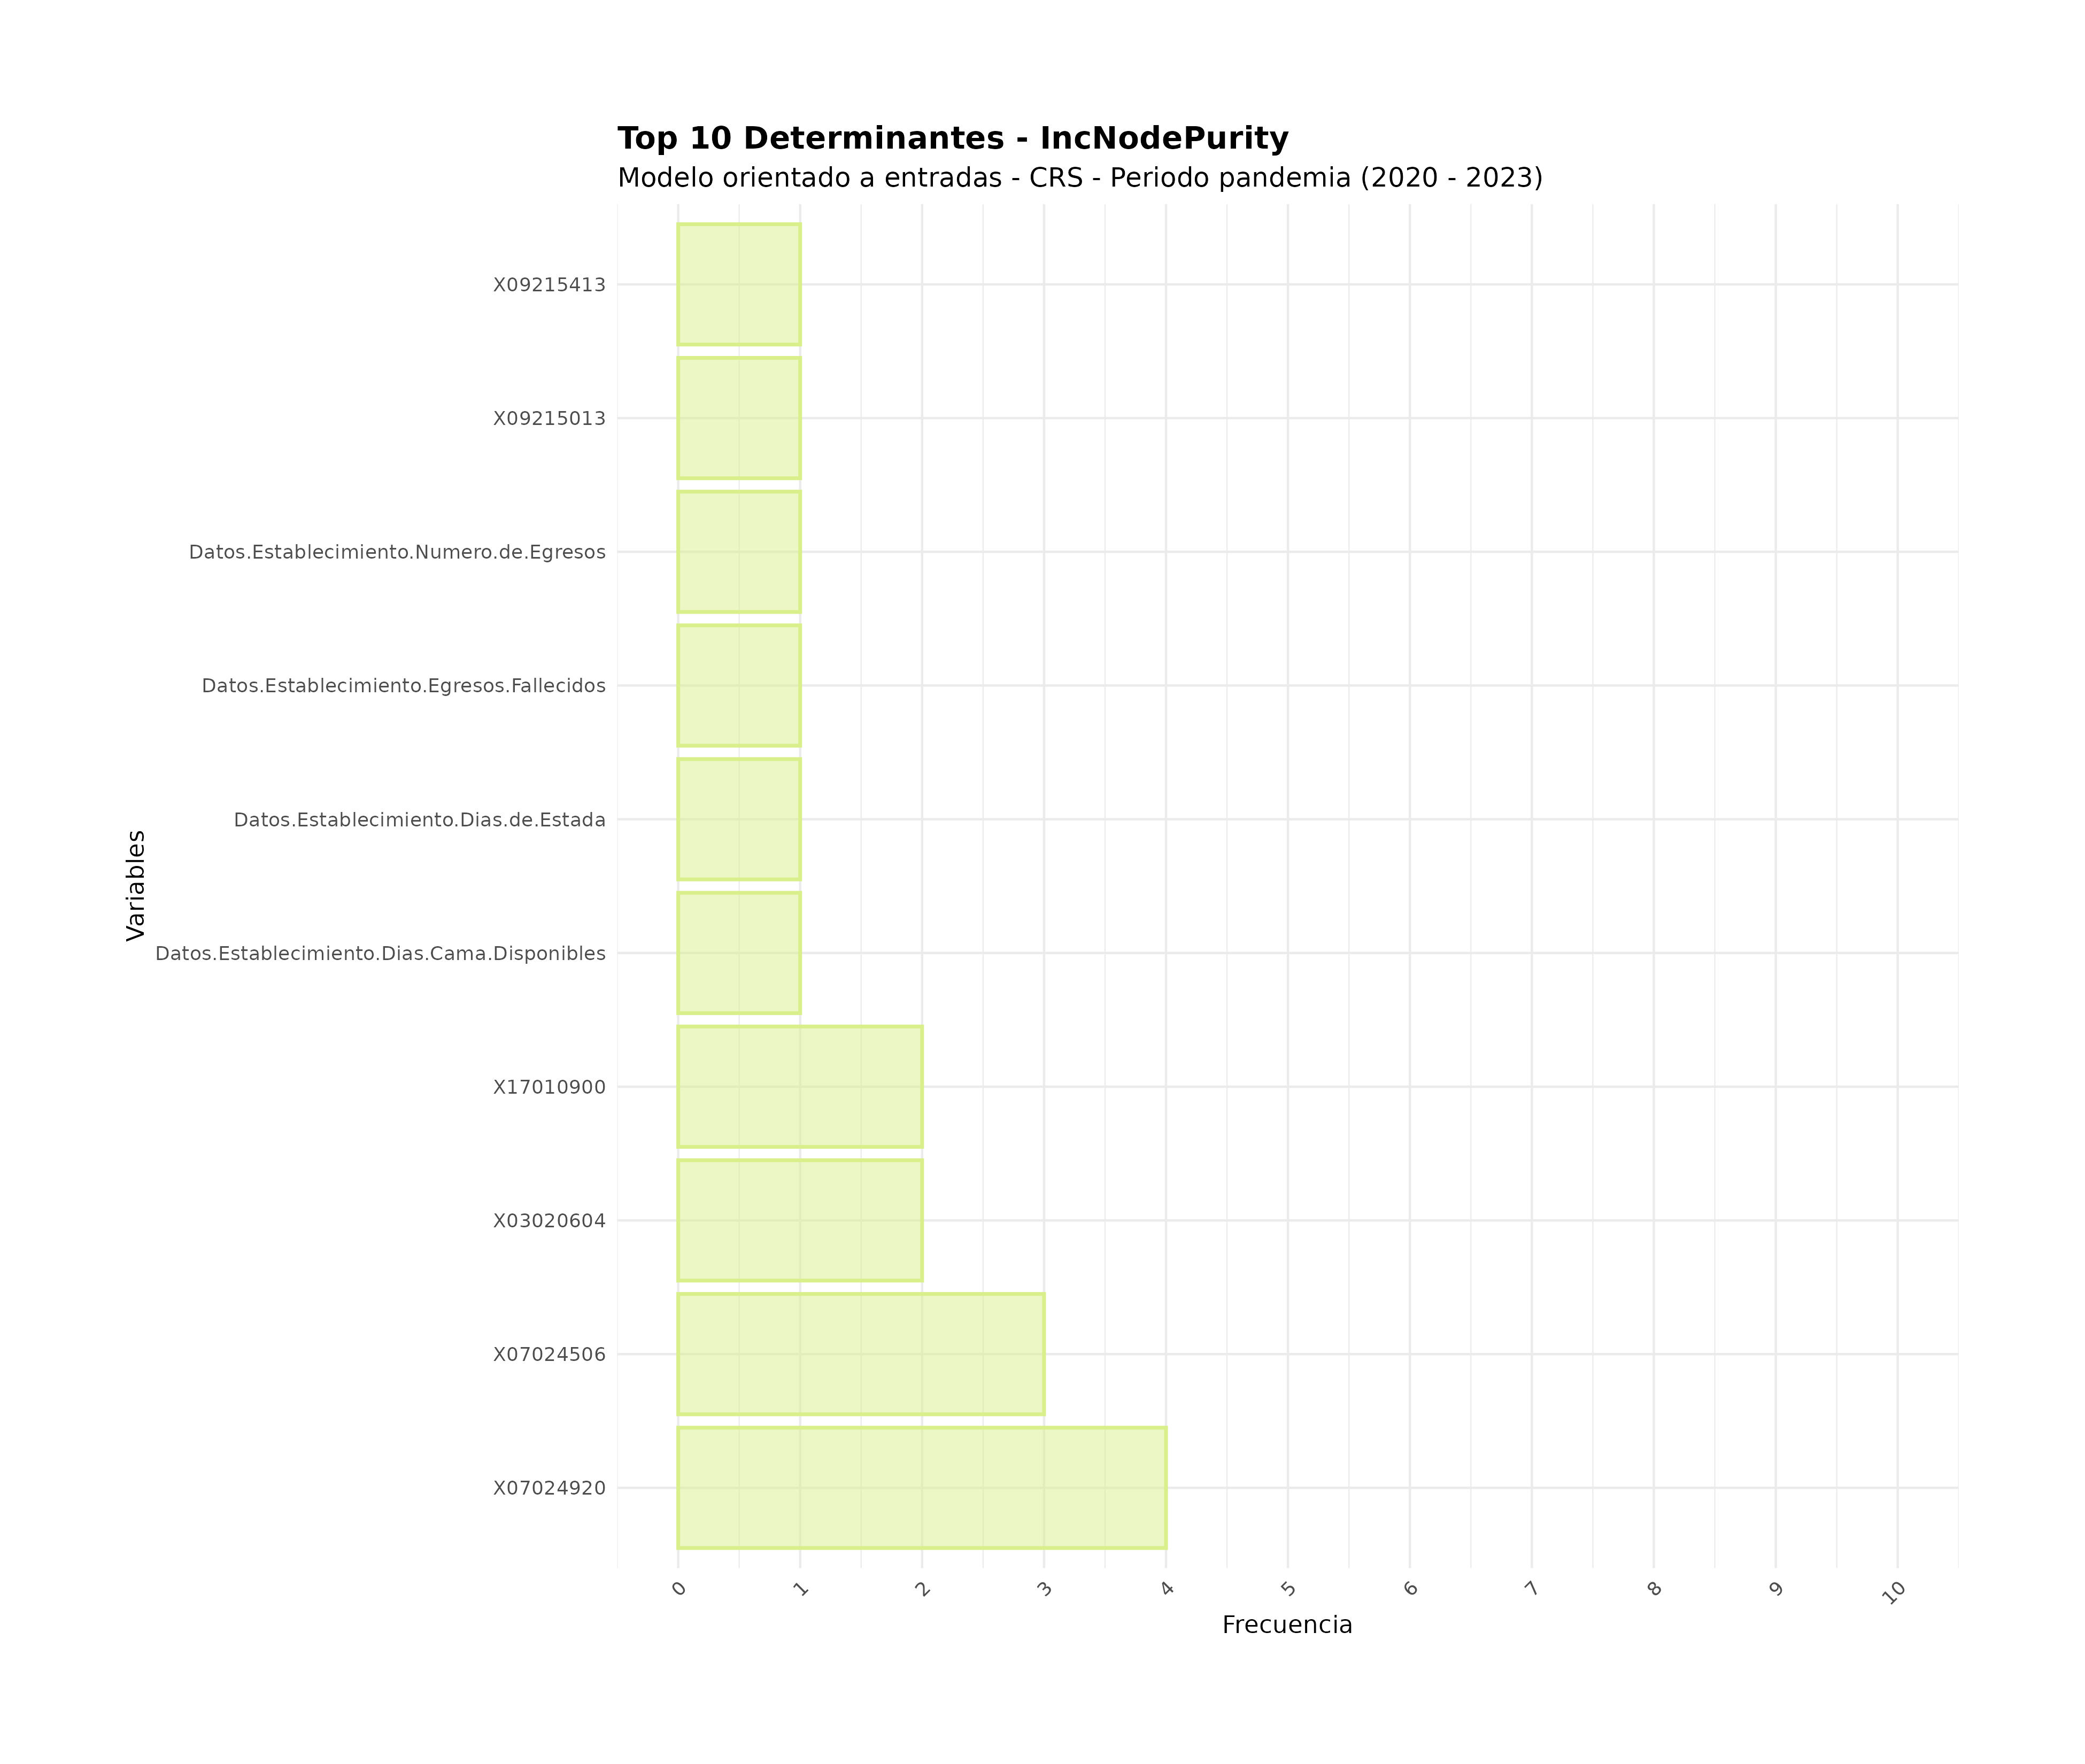 Top 10 Determinantes - IncNodePurity
Modelo orientado a entradas - CRS - Periodo pandemia (2020 - 2023)
Variables
X09215413
X09215013
Datos.Establecimiento.Numero.de.Egresos
Datos.Establecimiento.Egresos.Fallecidos
Datos.Establecimiento.Dias.de.Estada
Datos.Establecimiento.Dias.Cama.Disponibles
X17010900
X03020604
X07024506
X07024920
0 1 2 3 4 5 6 7 8 9 10
Frecuencia